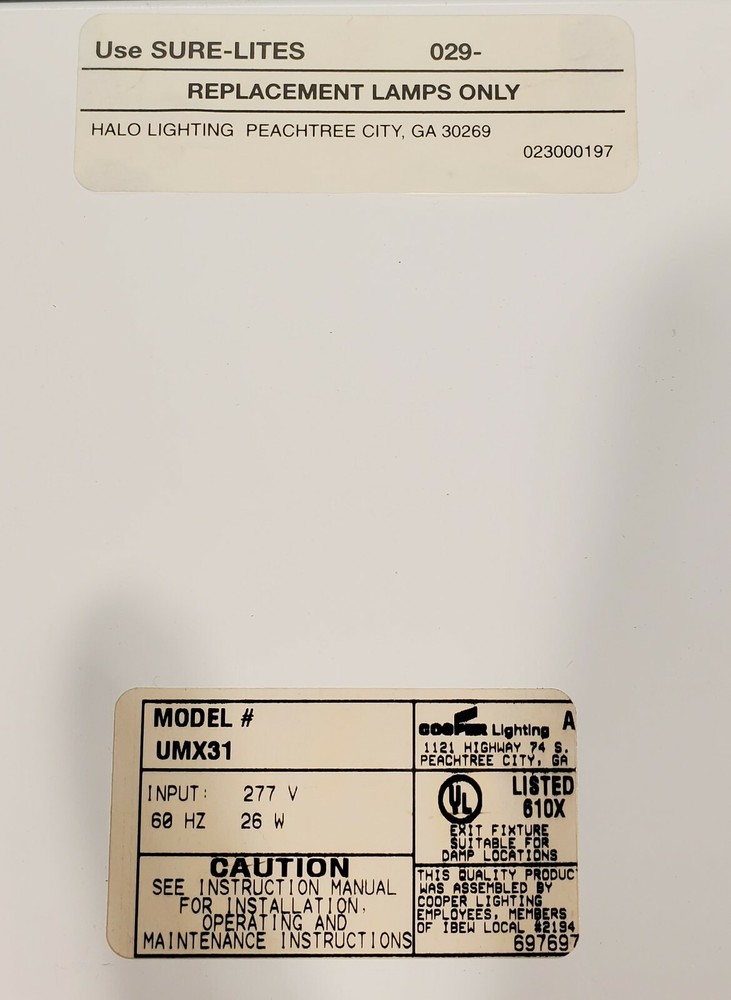 Use SURE-LITES 029-
REPLACEMENT LAMPS ONLY
HALO LIGHTING PEACHTREE CITY, GA 30269
023000197
MODEL #
UMX31
INPUT: 277 V
60 HZ 26 W
CAUTION
SEE INSTRUCTION MANUAL
FOR INSTALLATION,
OPERATING AND
MAINTENANCE INSTRUCTIONS
COOPER Lighting A
1121 HIGHWAY 74 S.
PEACHTREE CITY, GA
UL LISTED
610X
EXIT FIXTURE
SUITABLE FOR
DAMP LOCATIONS
THIS QUALITY PRODUC
WAS ASSEMBLED BY
COOPER LIGHTING
EMPLOYEES, MEMBERS
OF IBEW LOCAL #2194
697697